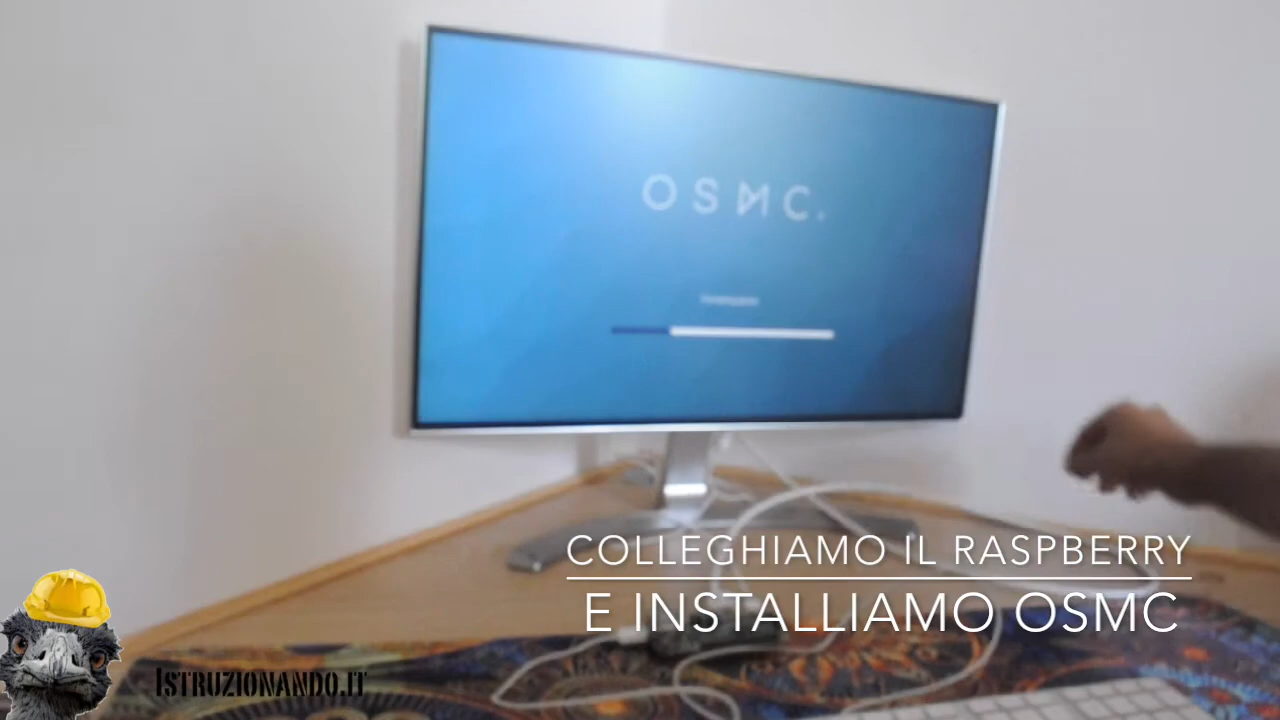 OSMC.
COLLEGHIAMO IL RASPBERRY
E INSTALLIAMO OSMC
ISTRUZIONANDO.IT